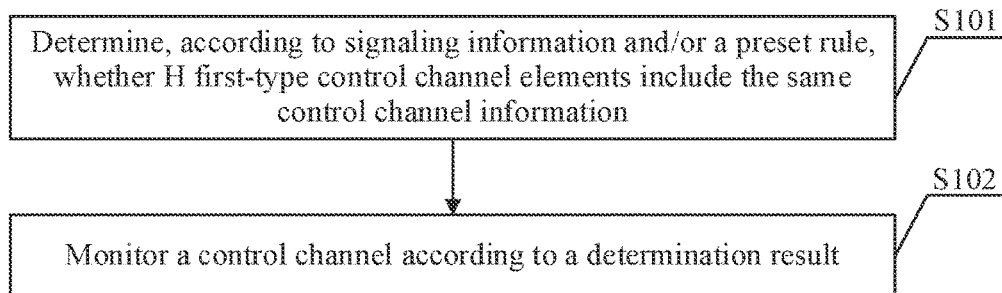 S101
Determine, according to signaling information and/or a preset rule,
whether H first-type control channel elements include the same
control channel information
S102
Monitor a control channel according to a determination result